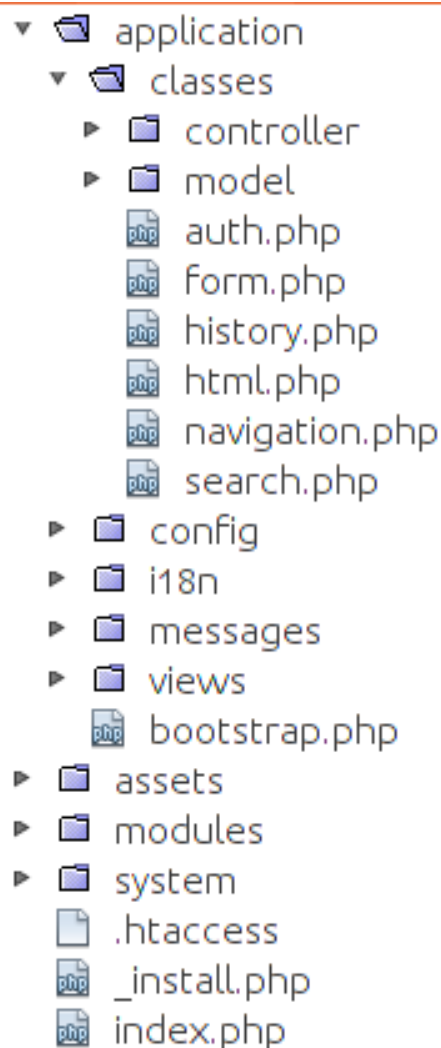 application
classes
controller
model
auth.php
form.php
history.php
html.php
navigation.php
search.php
config
i18n
messages
views
bootstrap.php
assets
modules
system
.htaccess
_install.php
index.php